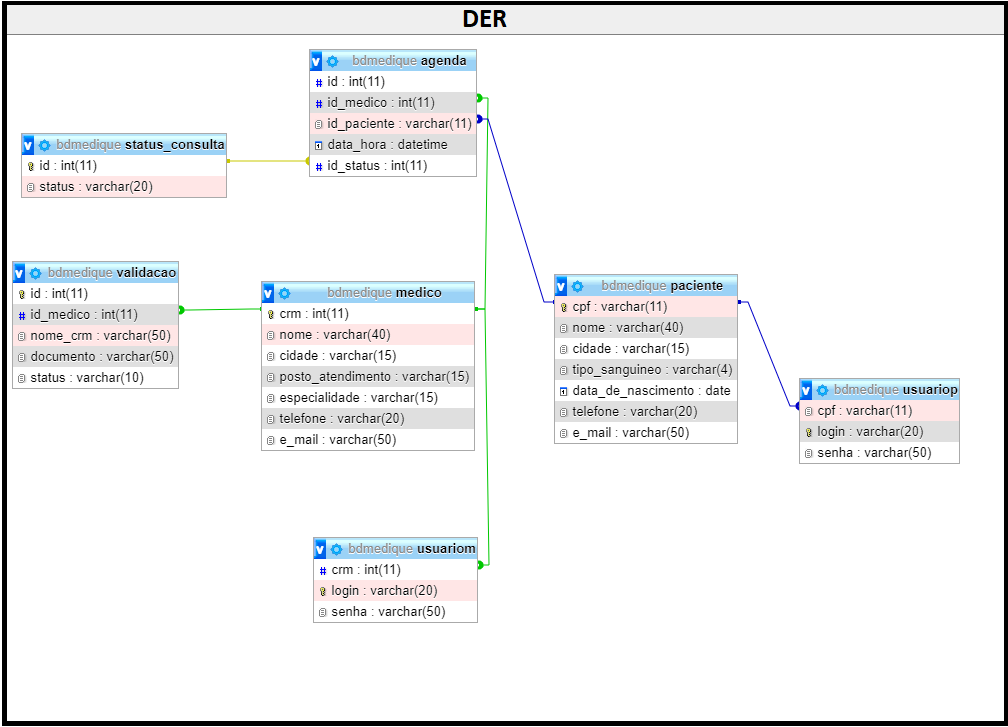 DER
bdmedique agenda
# id : int(11)
# id_medico : int(11)
id_paciente : varchar(11)
data_hora : datetime
# id_status : int(11)
bdmedique status_consulta
id : int(11)
status : varchar(20)
bdmedique validacao
id : int(11)
# id_medico : int(11)
nome_crm : varchar(50)
documento : varchar(50)
status : varchar(10)
bdmedique medico
crm : int(11)
nome : varchar(40)
cidade : varchar(15)
posto_atendimento : varchar(15)
especialidade : varchar(15)
telefone : varchar(20)
e_mail : varchar(50)
bdmedique paciente
cpf : varchar(11)
nome : varchar(40)
cidade : varchar(15)
tipo_sanguineo : varchar(4)
data_de_nascimento : date
telefone : varchar(20)
e_mail : varchar(50)
bdmedique usuariop
cpf : varchar(11)
login : varchar(20)
senha : varchar(50)
bdmedique usuariom
# crm : int(11)
login : varchar(20)
senha : varchar(50)